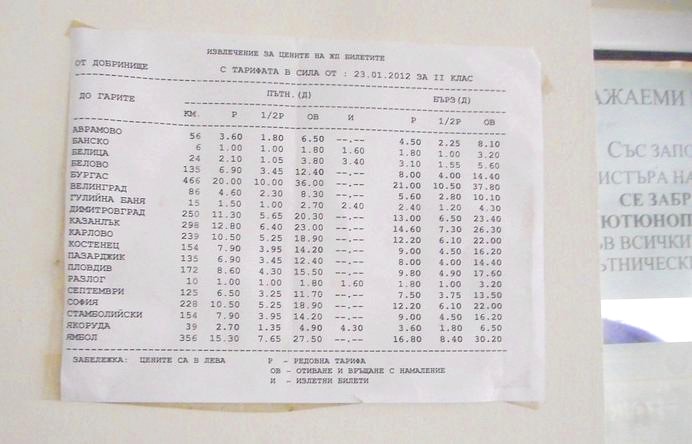 ИЗВЛЕЧЕНИЕ ЗА ЦЕНИТЕ НА ЖП БИЛЕТИТЕ
ОТ ДОБРИНИЩЕ С ТАРИФАТА В СИЛА ОТ : 23.01.2012 ЗА II КЛАС
ДО ГАРИТЕ ПЪТН.(Д) БЪРЗ(Д)
КМ. Р 1/2Р ОВ И Р 1/2Р ОВ
АВРАМОВО 56 3.60 1.80 6.50 --.-- 4.50 2.25 8.10
БАНСКО 6 1.00 1.00 1.80 1.60 1.80 1.00 3.20
БЕЛИЦА 24 2.10 1.05 3.80 3.40 3.10 1.55 5.60
БЕЛОВО 135 6.90 3.45 12.40 --.-- 8.00 4.00 14.40
БУРГАС 466 20.00 10.00 36.00 --.-- 21.00 10.50 37.80
ВЕЛИНГРАД 86 4.60 2.30 8.30 --.-- 5.60 2.80 10.10
ГУЛИЙНА БАНЯ 15 1.50 1.00 2.70 2.40 2.40 1.20 4.30
ДИМИТРОВГРАД 250 11.30 5.65 20.30 --.-- 13.00 6.50 23.40
КАЗАНЛЪК 298 12.80 6.40 23.00 --.-- 14.60 7.30 26.30
КАРЛОВО 239 10.50 5.25 18.90 --.-- 12.20 6.10 22.00
КОСТЕНЕЦ 154 7.90 3.95 14.20 --.-- 9.00 4.50 16.20
ПАЗАРДЖИК 135 6.90 3.45 12.40 --.-- 8.00 4.00 14.40
ПЛОВДИВ 172 8.60 4.30 15.50 --.-- 9.80 4.90 17.60
РАЗЛОГ 10 1.00 1.00 1.80 1.60 1.80 1.00 3.20
СЕПТЕМВРИ 125 6.50 3.25 11.70 --.-- 7.50 3.75 13.50
СОФИЯ 228 10.50 5.25 18.90 --.-- 12.20 6.10 22.00
СТАМБОЛИЙСКИ 154 7.90 3.95 14.20 --.-- 9.00 4.50 16.20
ЯКОРУДА 39 2.70 1.35 4.90 4.30 3.60 1.80 6.50
ЯМБОЛ 356 15.30 7.65 27.50 --.-- 16.80 8.40 30.20
ЗАБЕЛЕЖКА: ЦЕНИТЕ СА В ЛЕВА Р - РЕДОВНА ТАРИФА
ОВ - ОТИВАНЕ И ВРЪЩАНЕ С НАМАЛЕНИЕ
И - ИЗЛЕТНИ БИЛЕТИ
АЖАЕМИ
СЪС ЗАПО
ИСТЪРА НА
СЕ ЗАБР
ЮТЮНОП
ЪВ ВСИЧКИ
ЪТНИЧЕСК